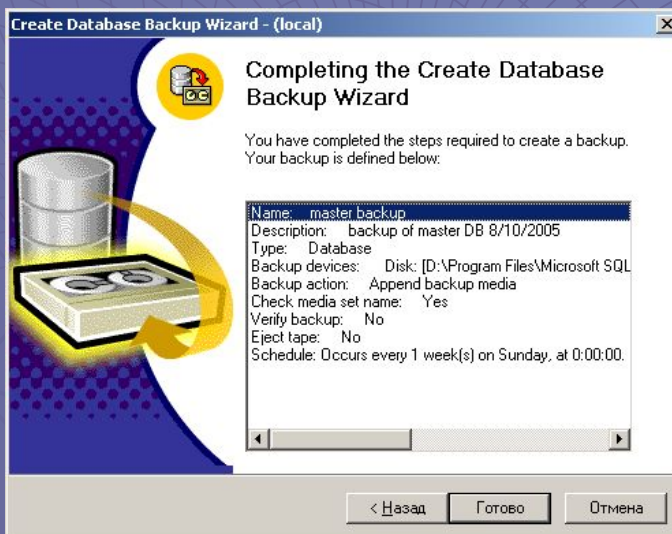 Create Database Backup Wizard - (local)
Completing the Create Database
Backup Wizard
You have completed the steps required to create a backup.
Your backup is defined below:
Name: master backup
Description: backup of master DB 8/10/2005
Type: Database
Backup devices: Disk: [D:\Program Files\Microsoft SQL
Backup action: Append backup media
Check media set name: Yes
Verify backup: No
Eject tape: No
Schedule: Occurs every 1 week(s) on Sunday, at 0:00:00.
< Назад
Готово
Отмена